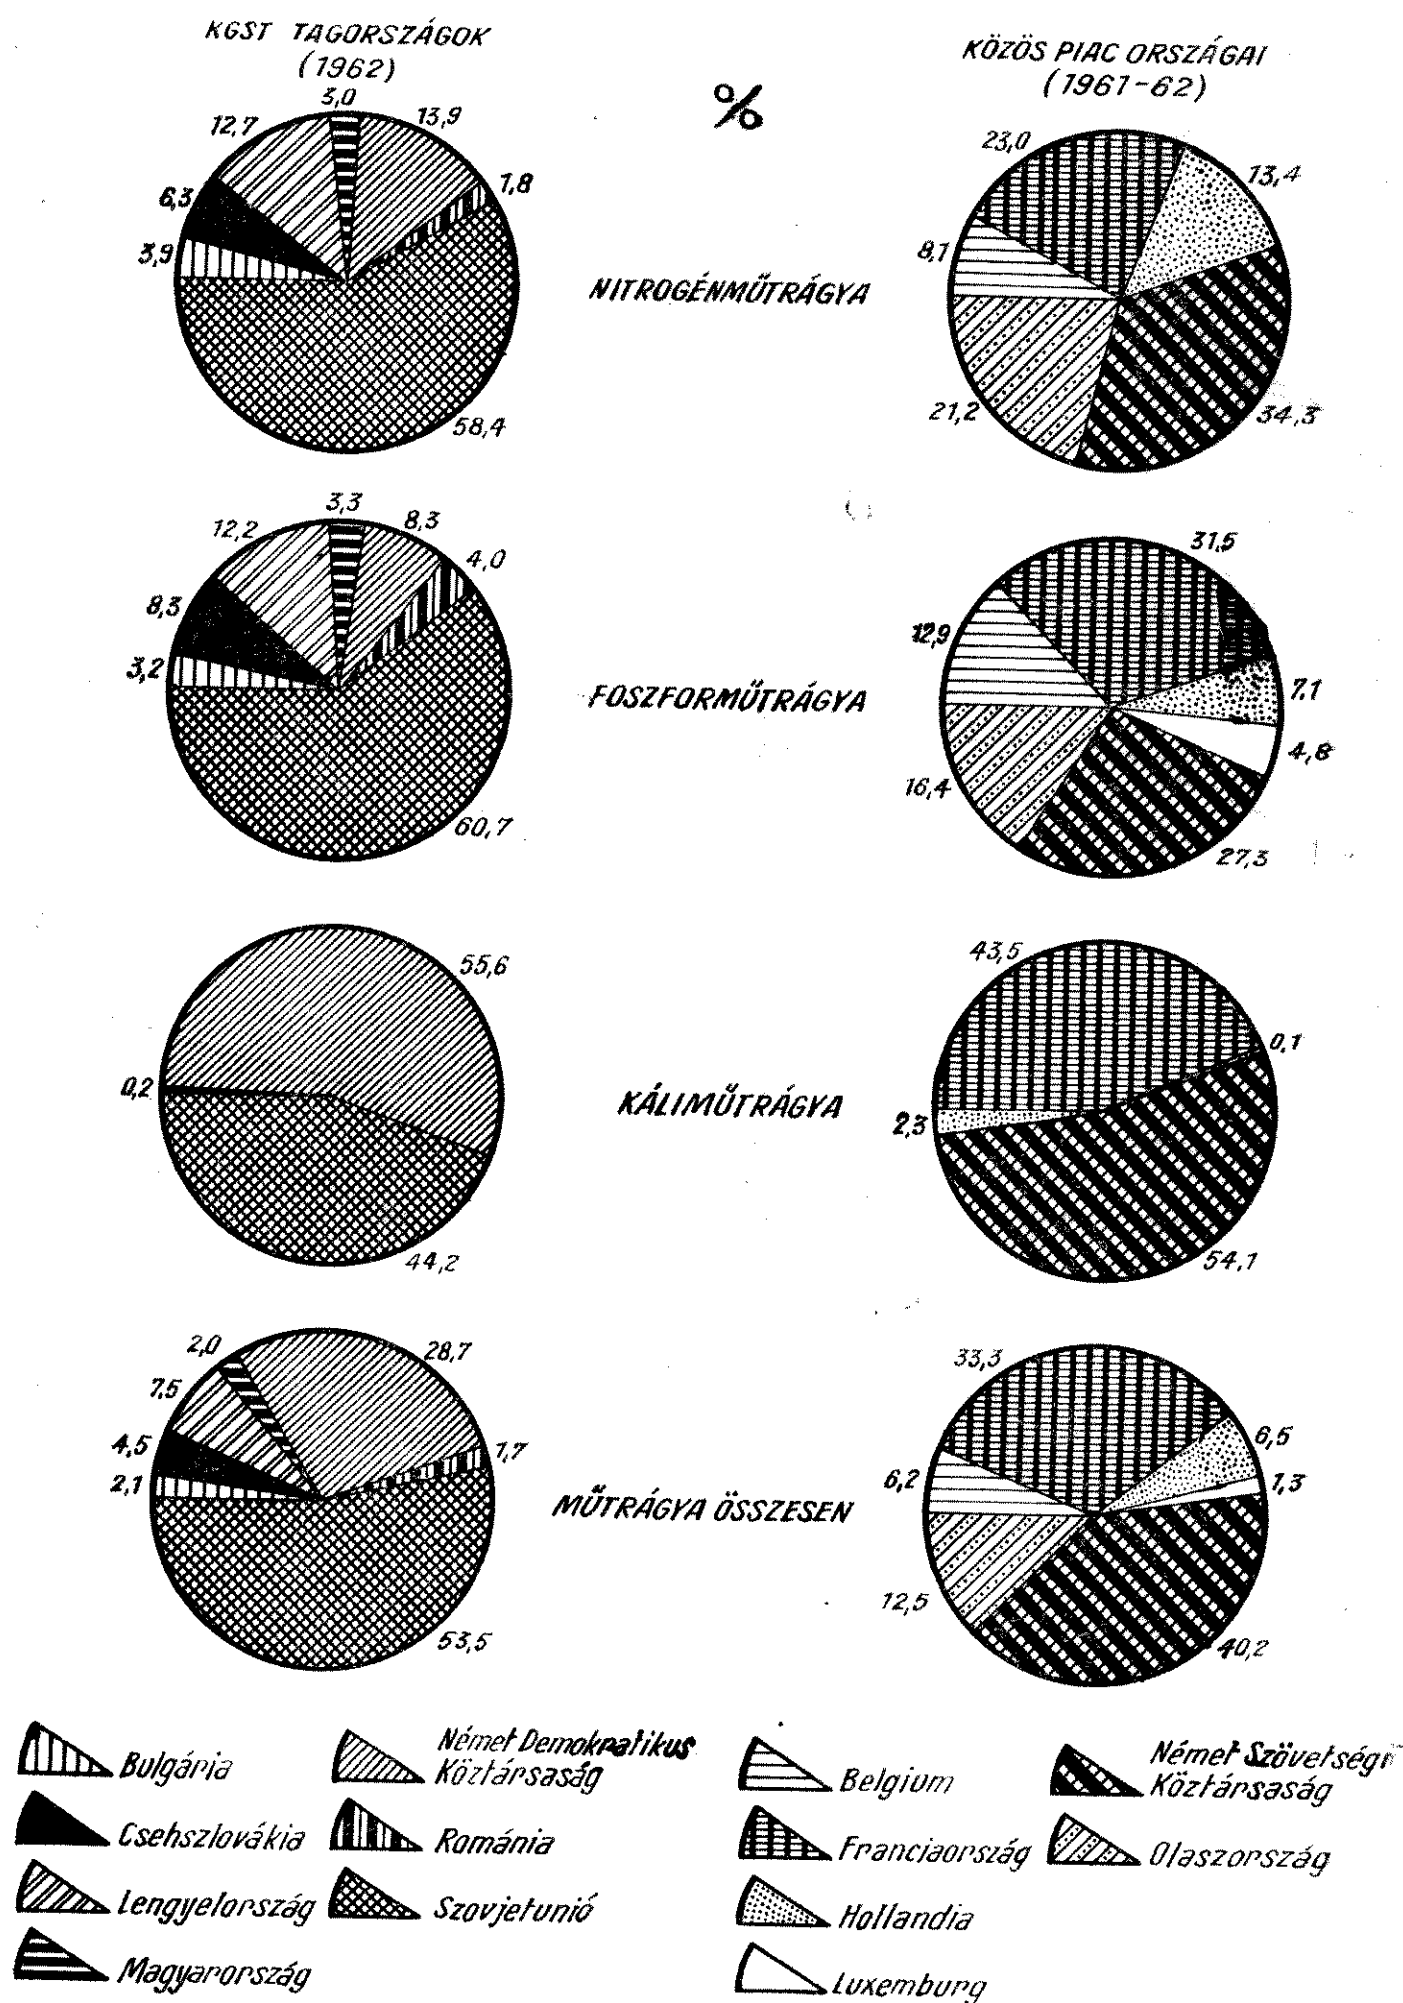 KGST TAGORSZÁGOK
(1962)
KÖZÖS PIAC ORSZÁGAI
(1961-62)
%
3,0
13,9
12,7
1,8
6,3
3,9
58,4
NITROGÉNMŰTRÁGYA
23,0
13,4
8,1
21,2
34,3
3,3
8,3
12,2
4,0
8,3
3,2
60,7
FOSZFORMŰTRÁGYA
31,5
12,9
7,1
4,8
16,4
27,3
55,6
0,2
44,2
KÁLIMŰTRÁGYA
43,5
0,1
2,3
54,1
2,0
28,7
7,5
4,5
1,7
2,1
53,5
MŰTRÁGYA ÖSSZESEN
33,3
6,5
6,2
1,3
12,5
40,2
Bulgária
Csehszlovákia
Lengyelország
Magyarország
Német Demokratikus
Köztársaság
Románia
Szovjetunió
Belgium
Franciaország
Hollandia
Luxemburg
Német Szövetségi
Köztársaság
Olaszország